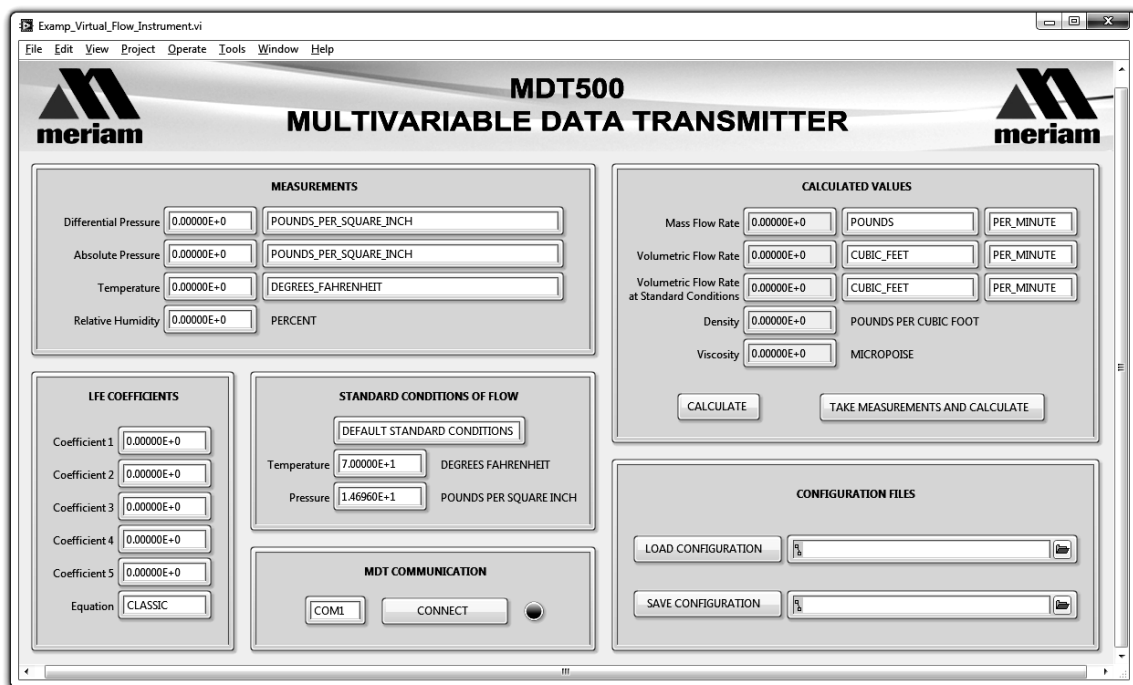 Examp_Virtual_Flow_Instrument.vi
File Edit View Project Operate Tools Window Help
meriam
MDT500
MULTIVARIABLE DATA TRANSMITTER
meriam
MEASUREMENTS
Differential Pressure 0.00000E+0 POUNDS_PER_SQUARE_INCH
Absolute Pressure 0.00000E+0 POUNDS_PER_SQUARE_INCH
Temperature 0.00000E+0 DEGREES_FAHRENHEIT
Relative Humidity 0.00000E+0 PERCENT
CALCULATED VALUES
Mass Flow Rate 0.00000E+0 POUNDS PER_MINUTE
Volumetric Flow Rate 0.00000E+0 CUBIC_FEET PER_MINUTE
Volumetric Flow Rate
at Standard Conditions 0.00000E+0 CUBIC_FEET PER_MINUTE
Density 0.00000E+0 POUNDS PER CUBIC FOOT
Viscosity 0.00000E+0 MICROPOISE
CALCULATE TAKE MEASUREMENTS AND CALCULATE
LFE COEFFICIENTS
Coefficient 1 0.00000E+0
Coefficient 2 0.00000E+0
Coefficient 3 0.00000E+0
Coefficient 4 0.00000E+0
Coefficient 5 0.00000E+0
Equation CLASSIC
STANDARD CONDITIONS OF FLOW
DEFAULT STANDARD CONDITIONS
Temperature 7.00000E+1 DEGREES FAHRENHEIT
Pressure 1.46960E+1 POUNDS PER SQUARE INCH
MDT COMMUNICATION
COM1 CONNECT
CONFIGURATION FILES
LOAD CONFIGURATION
SAVE CONFIGURATION